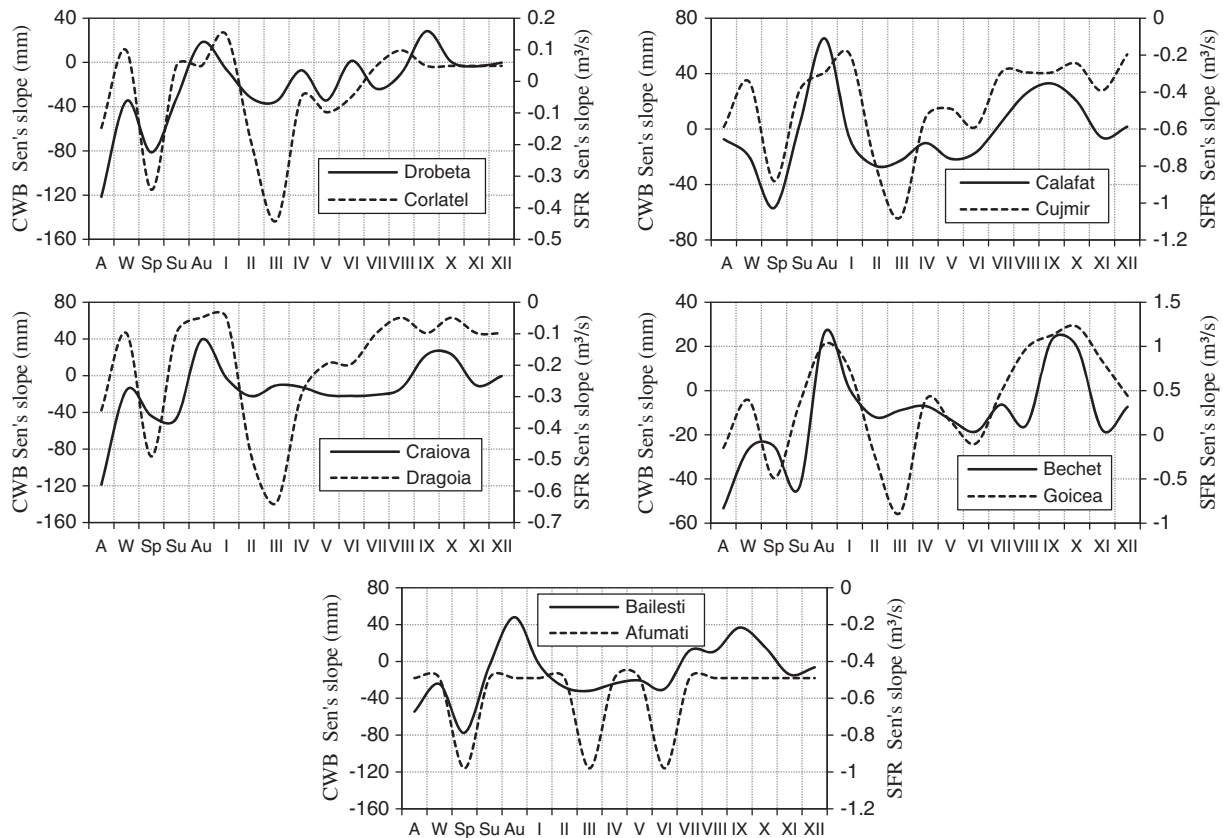 CWB Sen's slope (mm)
40
0
-40
-80
-120
-160
Drobeta
Corlatel
0.2
0.1
0
-0.1
-0.2
-0.3
-0.4
-0.5
SFR Sen's slope (m³/s)
A W Sp Su Au I II III IV V VI VII VIII IX X XI XII
CWB Sen's slope (mm)
80
40
0
-40
-80
Calafat
Cujmir
0
-0.2
-0.4
-0.6
-0.8
-1
-1.2
SFR Sen's slope (m³/s)
A W Sp Su Au I II III IV V VI VII VIII IX X XI XII
CWB Sen's slope (mm)
80
40
0
-40
-80
-120
-160
Craiova
Dragoia
0
-0.1
-0.2
-0.3
-0.4
-0.5
-0.6
-0.7
SFR Sen's slope (m³/s)
A W Sp Su Au I II III IV V VI VII VIII IX X XI XII
CWB Sen's slope (mm)
40
20
0
-20
-40
-60
Bechet
Goicea
1.5
1
0.5
0
-0.5
-1
SFR Sen's slope (m³/s)
A W Sp Su Au I II III IV V VI VII VIII IX X XI XII
CWB Sen's slope (mm)
80
40
0
-40
-80
-120
-160
Bailesti
Afumati
0
-0.2
-0.4
-0.6
-0.8
-1
-1.2
SFR Sen's slope (m³/s)
A W Sp Su Au I II III IV V VI VII VIII IX X XI XII